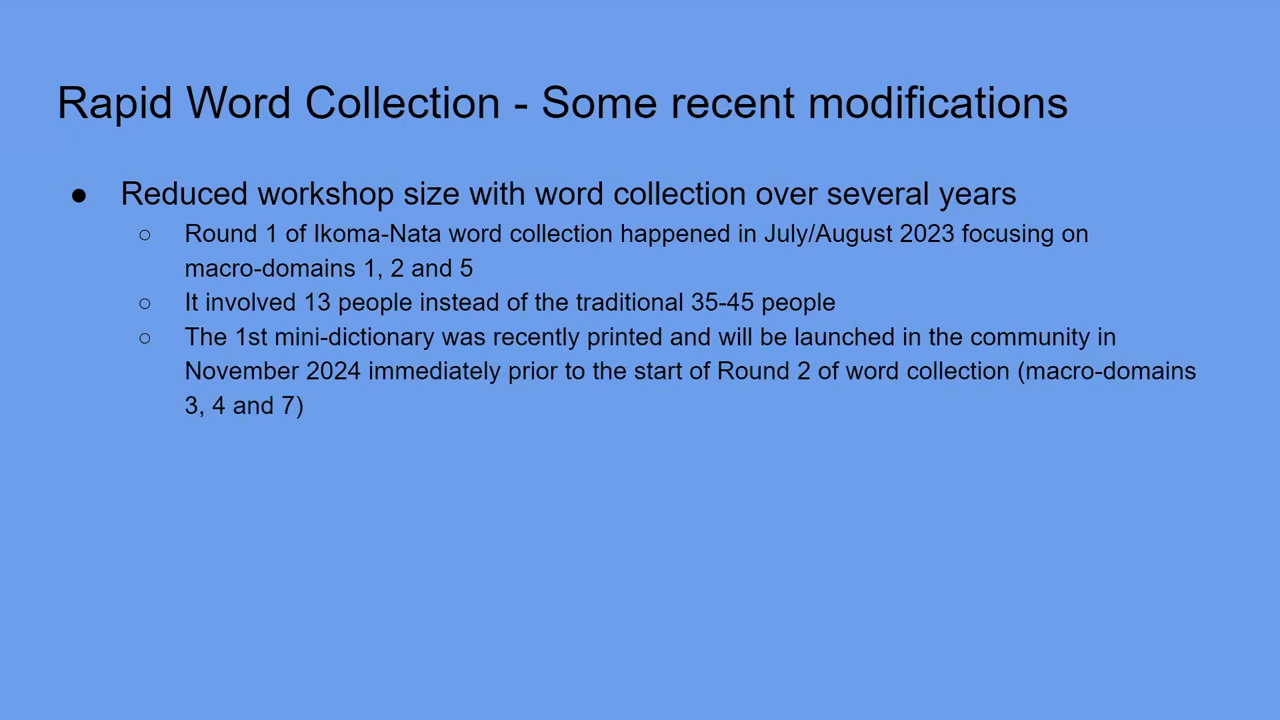 Rapid Word Collection - Some recent modifications
● Reduced workshop size with word collection over several years
○ Round 1 of Ikoma-Nata word collection happened in July/August 2023 focusing on
macro-domains 1, 2 and 5
○ It involved 13 people instead of the traditional 35-45 people
○ The 1st mini-dictionary was recently printed and will be launched in the community in
November 2024 immediately prior to the start of Round 2 of word collection (macro-domains
3, 4 and 7)